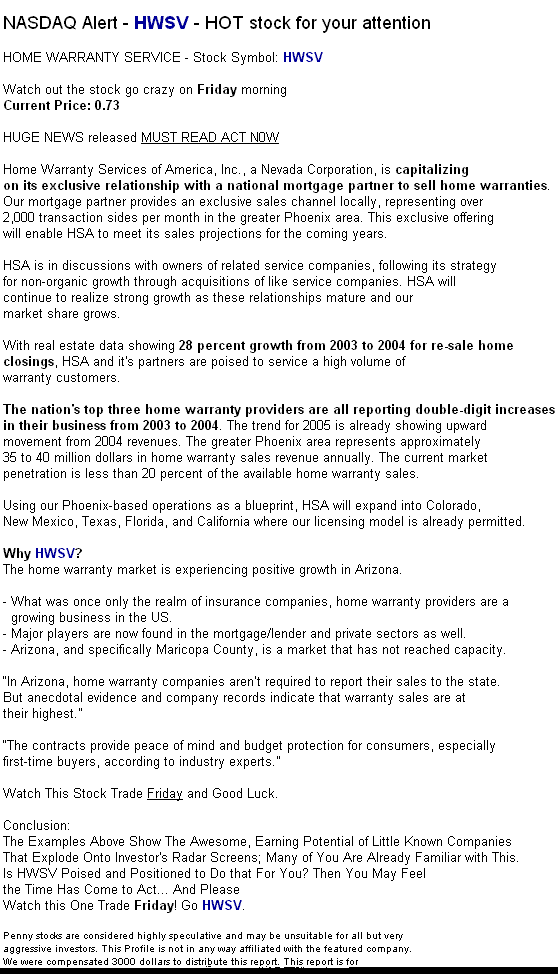 NASDAQ Alert - HWSV - HOT stock for your attention
HOME WARRANTY SERVICE - Stock Symbol: HWSV
Watch out the stock go crazy on Friday morning
Current Price: 0.73
HUGE NEWS released MUST READ ACT N0W
Home Warranty Services of America, Inc., a Nevada Corporation, is capitalizing
on its exclusive relationship with a national mortgage partner to sell home warranties.
Our mortgage partner provides an exclusive sales channel locally, representing over
2,000 transaction sides per month in the greater Phoenix area. This exclusive offering
will enable HSA to meet its sales projections for the coming years.
HSA is in discussions with owners of related service companies, following its strategy
for non-organic growth through acquisitions of like service companies. HSA will
continue to realize strong growth as these relationships mature and our
market share grows.
With real estate data showing 28 percent growth from 2003 to 2004 for re-sale home
closings, HSA and it's partners are poised to service a high volume of
warranty customers.
The nation's top three home warranty providers are all reporting double-digit increases
in their business from 2003 to 2004. The trend for 2005 is already showing upward
movement from 2004 revenues. The greater Phoenix area represents approximately
35 to 40 million dollars in home warranty sales revenue annually. The current market
penetration is less than 20 percent of the available home warranty sales.
Using our Phoenix-based operations as a blueprint, HSA will expand into Colorado,
New Mexico, Texas, Florida, and California where our licensing model is already permitted.
Why HWSV?
The home warranty market is experiencing positive growth in Arizona.
- What was once only the realm of insurance companies, home warranty providers are a
growing business in the US.
- Major players are now found in the mortgage/lender and private sectors as well.
- Arizona, and specifically Maricopa County, is a market that has not reached capacity.
"In Arizona, home warranty companies aren't required to report their sales to the state.
But anecdotal evidence and company records indicate that warranty sales are at
their highest."
"The contracts provide peace of mind and budget protection for consumers, especially
first-time buyers, according to industry experts."
Watch This Stock Trade Friday and Good Luck.
Conclusion:
The Examples Above Show The Awesome, Earning Potential of Little Known Companies
That Explode Onto Investor's Radar Screens; Many of You Are Already Familiar with This.
Is HWSV Poised and Positioned to Do that For You? Then You May Feel
the Time Has Come to Act... And Please
Watch this One Trade Friday! Go HWSV.
Penny stocks are considered highly speculative and may be unsuitable for all but very
aggressive investors. This Profile is not in any way affiliated with the featured company.
We were compensated 3000 dollars to distribute this report. This report is for